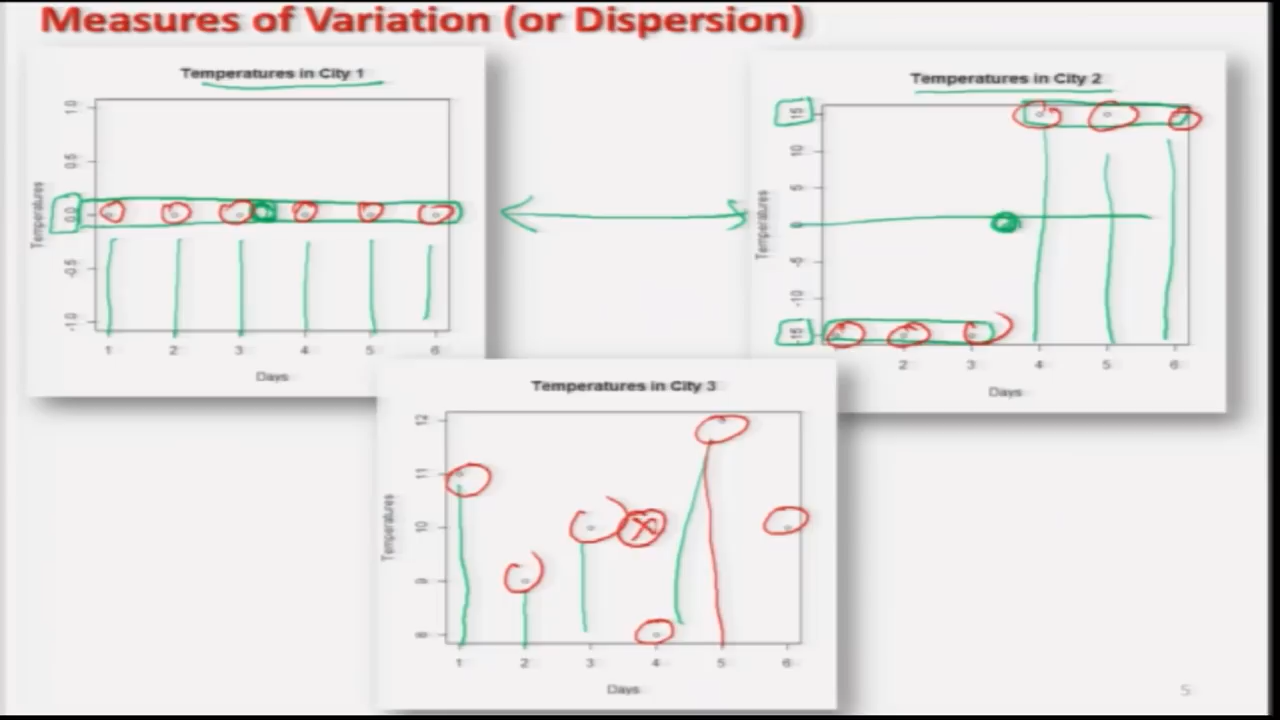 Measures of Variation (or Dispersion)
Temperatures in City 1
Temperatures
1.0
0.5
0.0
-0.5
-1.0
1 2 3 4 5 6
Days
Temperatures in City 2
Temperatures
15
10
5
0
-5
-10
-15
2 3 4 5 6
Days
Temperatures in City 3
Temperatures
12
11
10
9
8
1 2 3 4 5 6
Days
5